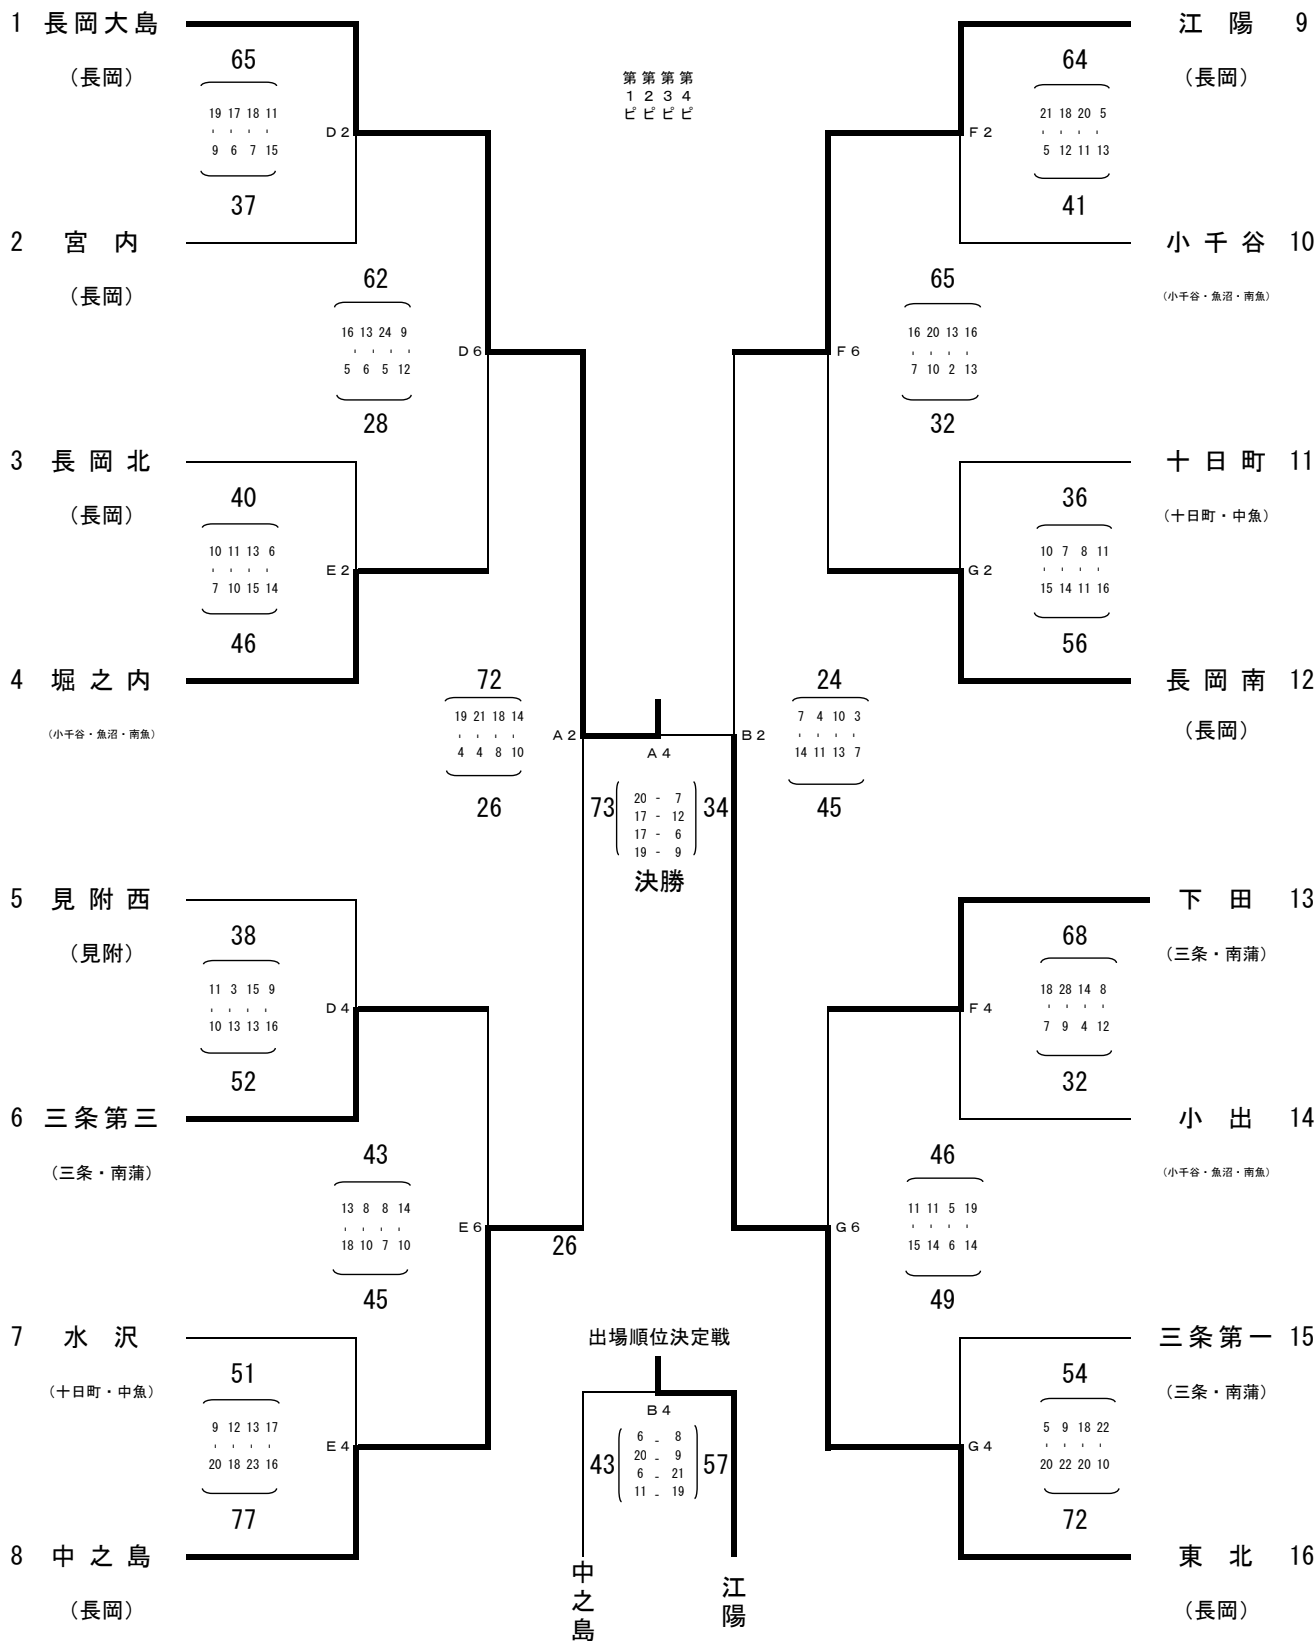 1 長岡大島
(長岡)
65
19 17 18 11
- - - -
9 6 7 15
37
D2
2 宮内
(長岡)
62
16 13 24 9
- - - -
5 6 5 12
28
D6
3 長岡北
(長岡)
40
10 11 13 6
- - - -
7 10 15 14
46
E2
4 堀之内
(小千谷・魚沼・南魚)
72
19 21 18 14
- - - -
4 4 8 10
26
A2
5 見附西
(見附)
38
11 3 15 9
- - - -
10 13 13 16
52
D4
6 三条第三
(三条・南蒲)
43
13 8 8 14
- - - -
18 10 7 10
45
E6
26
7 水沢
(十日町・中魚)
51
9 12 13 17
- - - -
20 18 23 16
77
E4
8 中之島
(長岡)
第1ピ
第2ピ
第3ピ
第4ピ
A4
73
20 - 7
17 - 12
17 - 6
19 - 9
34
決勝
出場順位決定戦
B4
43
6 - 8
20 - 9
6 - 21
11 - 19
57
中之島
江陽
江陽 9
(長岡)
64
21 18 20 5
- - - -
5 12 11 13
41
F2
小千谷 10
(小千谷・魚沼・南魚)
65
16 20 13 16
- - - -
7 10 2 13
32
F6
十日町 11
(十日町・中魚)
36
10 7 8 11
- - - -
15 14 11 16
56
G2
長岡南 12
(長岡)
24
7 4 10 3
- - - -
14 11 13 7
45
B2
下田 13
(三条・南蒲)
68
18 28 14 8
- - - -
7 9 4 12
32
F4
小出 14
(小千谷・魚沼・南魚)
46
11 11 5 19
- - - -
15 14 6 14
49
G6
三条第一 15
(三条・南蒲)
54
5 9 18 22
- - - -
20 22 20 10
72
G4
東北 16
(長岡)